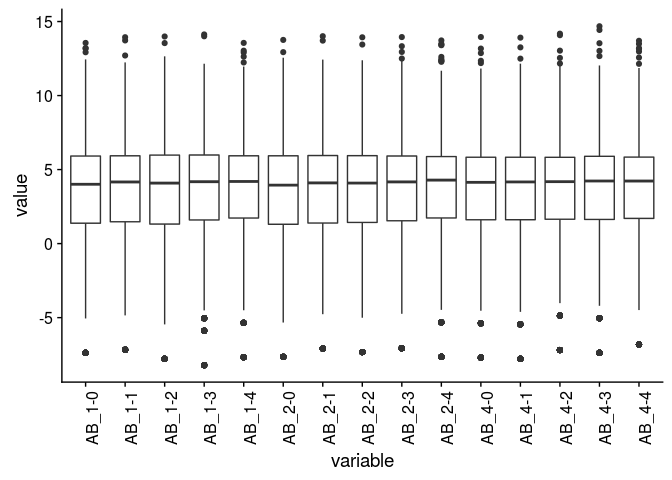 15
10
5
0
-5
value
AB_1-0
AB_1-1
AB_1-2
AB_1-3
AB_1-4
AB_2-0
AB_2-1
AB_2-2
AB_2-3
AB_2-4
AB_4-0
AB_4-1
AB_4-2
AB_4-3
AB_4-4
variable